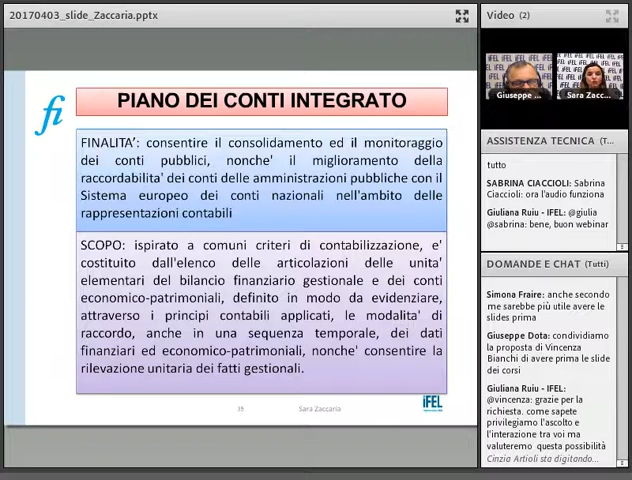 20170403_slide_Zaccaria.pptx
PIANO DEI CONTI INTEGRATO
FINALITA': consentire il consolidamento ed il monitoraggio
dei conti pubblici, nonche' il miglioramento della
raccordabilita' dei conti delle amministrazioni pubbliche con il
Sistema europeo dei conti nazionali nell'ambito delle
rappresentazioni contabili
SCOPO: ispirato a comuni criteri di contabilizzazione, e'
costituito dall'elenco delle articolazioni delle unita'
elementari del bilancio finanziario gestionale e dei conti
economico-patrimoniali, definito in modo da evidenziare,
attraverso i principi contabili applicati, le modalita' di
raccordo, anche in una sequenza temporale, dei dati
finanziari ed economico-patrimoniali, nonche' consentire la
rilevazione unitaria dei fatti gestionali.
Sara Zaccaria
iFEL
Video (2)
Giuseppe ...
Sara Zacc...
ASSISTENZA TECNICA (T...
tutto
SABRINA CIACCIOLI: Sabrina
Ciaccioli: ora l'audio funziona
Giuliana Ruiu - IFEL: @giulia
@sabrina: bene, buon webinar
DOMANDE E CHAT (Tutti)
Simona Fraire: anche secondo
me sarebbe più utile avere le
slides prima
Giuseppe Dota: condividiamo
la proposta di Vincenza
Bianchi di avere prima le slide
dei corsi
Giuliana Ruiu - IFEL:
@vincenza: grazie per la
richiesta. come sapete
privilegiamo l'ascolto e
l'interazione tra voi ma
valuteremo questa possibilità
Cinzia Artioli sta digitando...